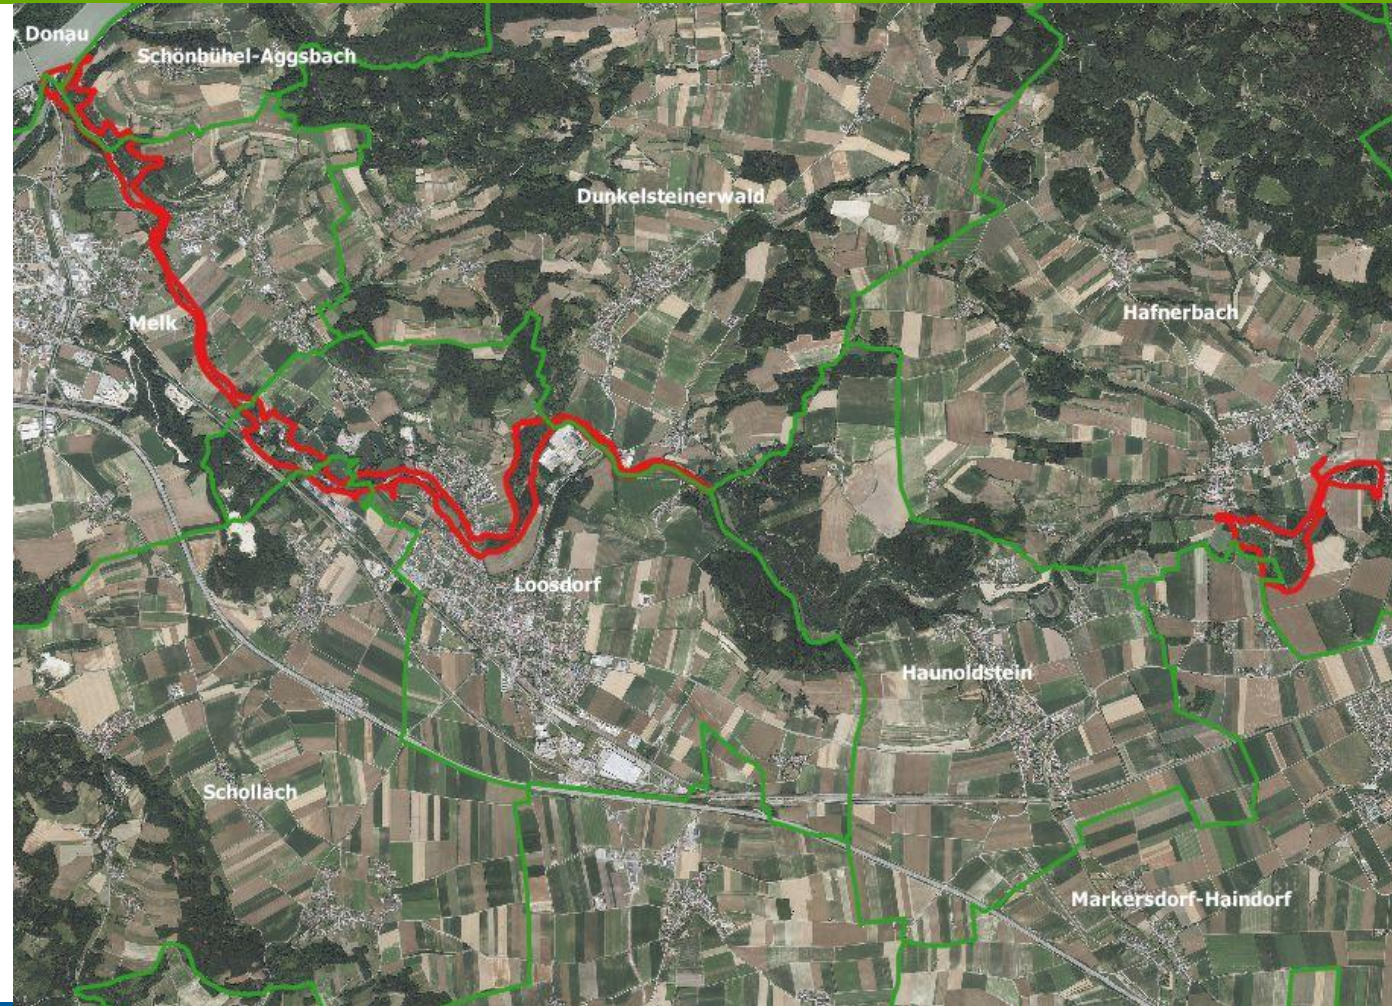 r Donau
Schönbühel-Aggsbach
Dunkelsteinerwald
Hafnerbach
Melk
Loosdorf
Haunoldstein
Schollach
Markersdorf-Haindorf